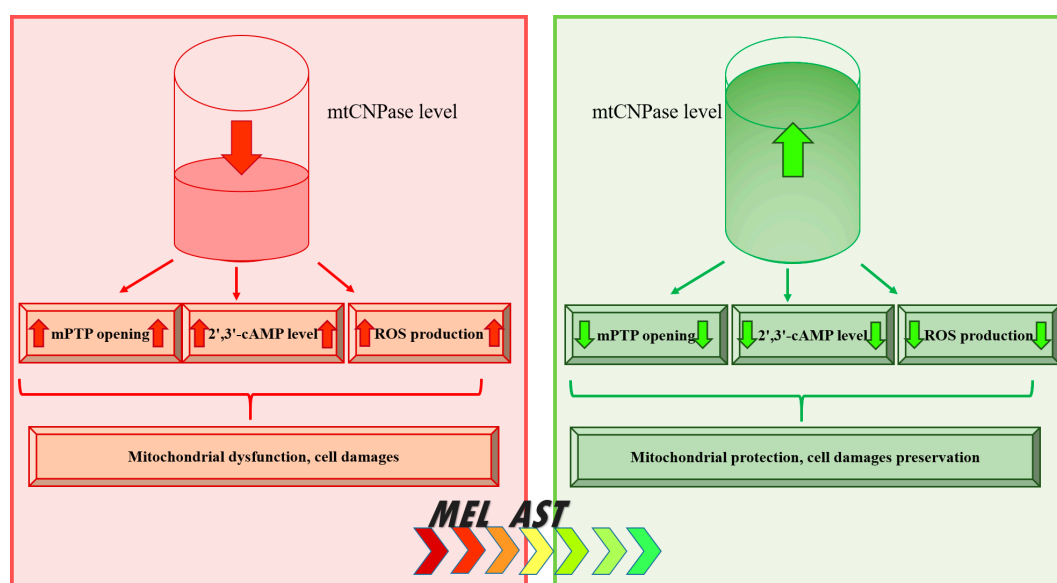 mtCNPase level
mPTP opening
2',3'-cAMP level
ROS production
Mitochondrial dysfunction, cell damages
mtCNPase level
mPTP opening
2',3'-cAMP level
ROS production
Mitochondrial protection, cell damages preservation
MEL AST